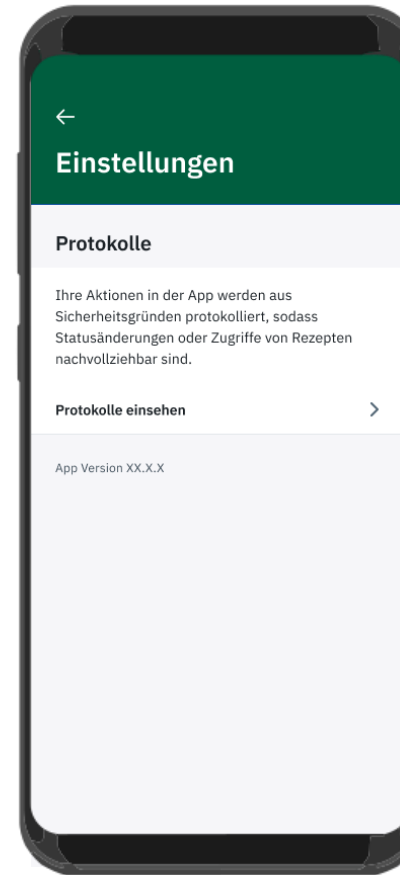 Einstellungen
Protokolle
Ihre Aktionen in der App werden aus
Sicherheitsgründen protokolliert, sodass
Statusänderungen oder Zugriffe von Rezepten
nachvollziehbar sind.
Protokolle einsehen
App Version XX.X.X